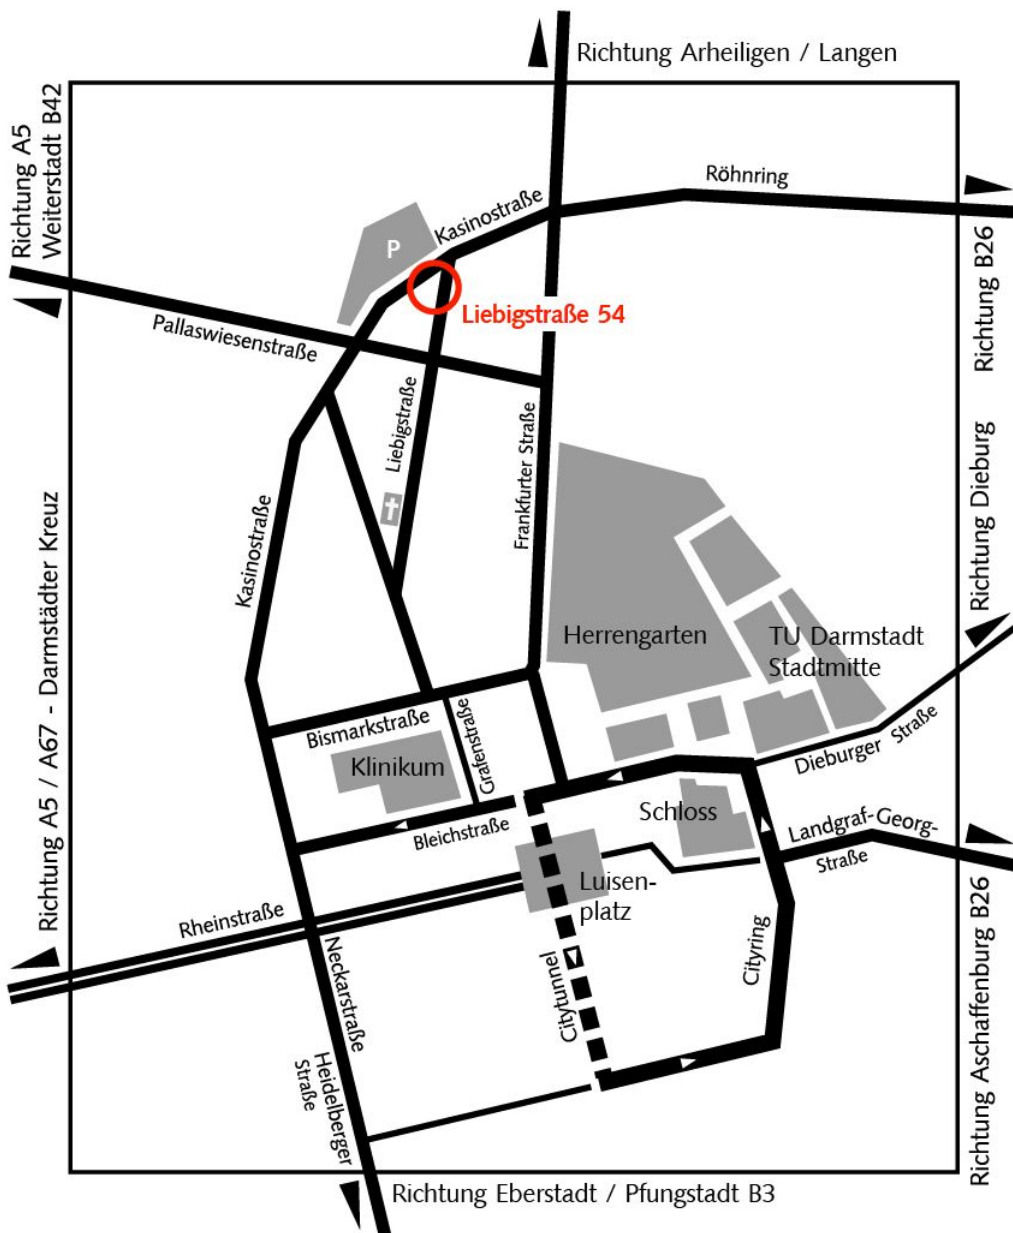 Richtung Arheiligen / Langen
Richtung A5
Weiterstadt B42
Röhnring
Kasinostraße
P
Richtung B26
Liebigstraße 54
Pallaswiesenstraße
Liebigstraße
Frankfurter Straße
Kasinostraße
Richtung Dieburg
Herrengarten
TU Darmstadt
Stadtmitte
Richtung A5 / A67 - Darmstädter Kreuz
Bismarkstraße
Grafenstraße
Klinikum
Dieburger Straße
Schloss
Bleichstraße
Landgraf-Georg-
Straße
Luisen-
platz
Rheinstraße
Neckarstraße
Citytunnel
Cityring
Richtung Aschaffenburg B26
Heidelberger
Straße
Richtung Eberstadt / Pfungstadt B3